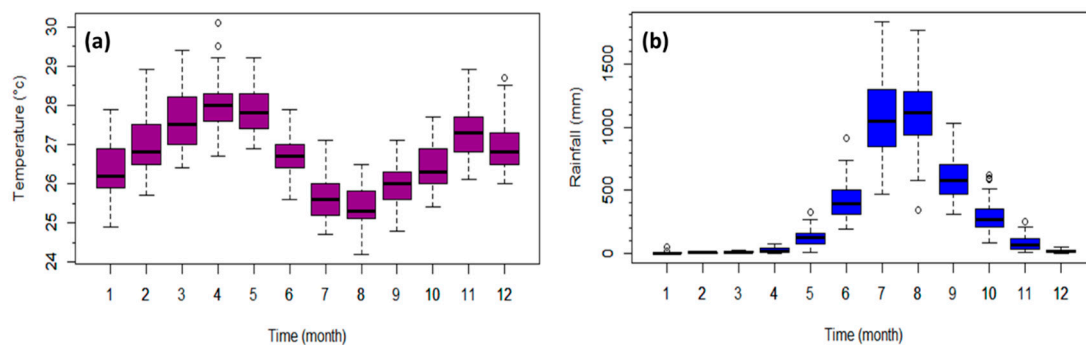 (a)
Temperature (°c)
30
29
28
27
26
25
24
1 2 3 4 5 6 7 8 9 10 11 12
Time (month)
(b)
Rainfall (mm)
1500
1000
500
0
1 2 3 4 5 6 7 8 9 10 11 12
Time (month)